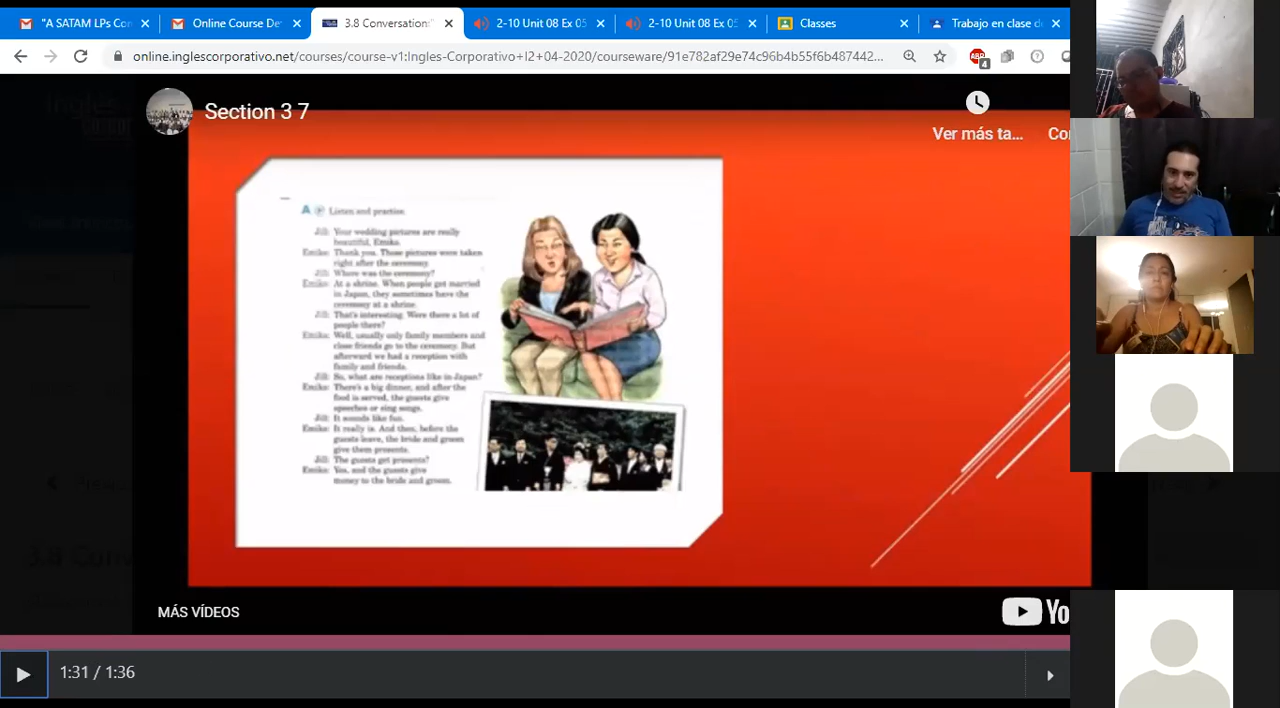 "A SATAM LPs Con
Online Course De
3.8 Conversation:
2-10 Unit 08 Ex 05
2-10 Unit 08 Ex 05
Classes
Trabajo en clase de
online.inglescorporativo.net/courses/course-v1:Ingles-Corporativo+I2+04-2020/courseware/91e782af29e74c96b4b55f6b487442...
ABP
4
Section 3 7
Ver más ta...
Co
A Listen and practice.
Jill: Your wedding pictures are really
beautiful, Emiko.
Emiko: Thank you. Those pictures were taken
right after the ceremony.
Jill: Where was the ceremony?
Emiko: At a shrine. When people get married
in Japan, they sometimes have the
ceremony at a shrine.
Jill: That's interesting. Were there a lot of
people there?
Emiko: Well, usually only family members and
close friends go to the ceremony. But
afterward we had a reception with
family and friends.
Jill: So, what are receptions like in Japan?
Emiko: There's a big dinner, and after the
food is served, the guests give
speeches or sing songs.
Jill: It sounds like fun.
Emiko: It really is. And then, before the
guests leave, the bride and groom
give them presents.
Jill: The guests get presents?
Emiko: Yes, and the guests give
money to the bride and groom.
MÁS VÍDEOS
Yo
1:31 / 1:36